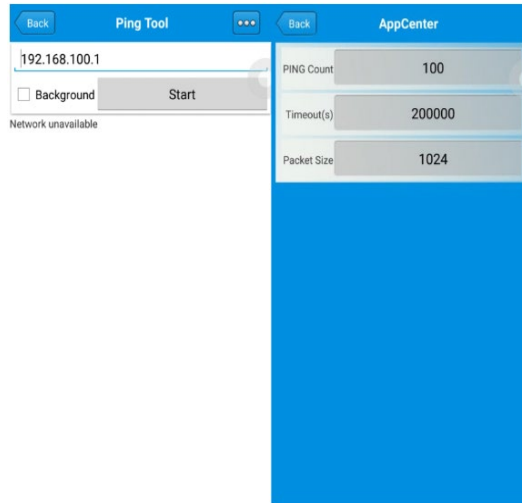 Back Ping Tool
192.168.100.1
Background Start
Network unavailable
Back AppCenter
PING Count 100
Timeout(s) 200000
Packet Size 1024